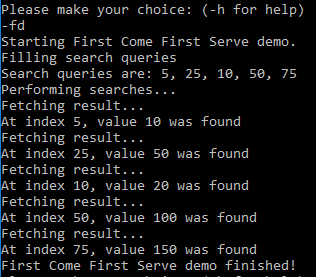 Please make your choice: (-h for help)
-fd
Starting First Come First Serve demo.
Filling search queries
Search queries are: 5, 25, 10, 50, 75
Performing searches...
Fetching result...
At index 5, value 10 was found
Fetching result...
At index 25, value 50 was found
Fetching result...
At index 10, value 20 was found
Fetching result...
At index 50, value 100 was found
Fetching result...
At index 75, value 150 was found
First Come First Serve demo finished!